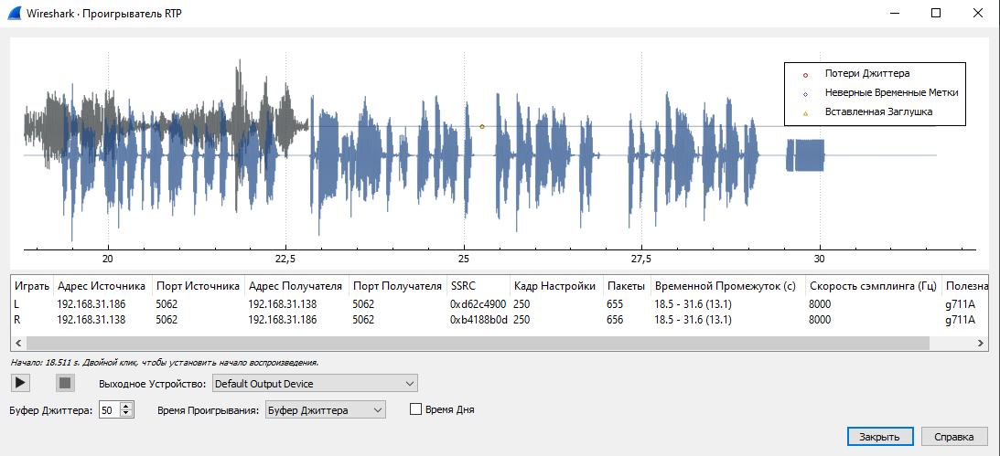 Wireshark · Проигрыватель RTP
Потери Джиттера
Неверные Временные Метки
Вставленная Заглушка
20 22,5 25 27,5 30
Играть Адрес Источника Порт Источника Адрес Получателя Порт Получателя SSRC Кадр Настройки Пакеты Временной Промежуток (с) Скорость сэмплинга (Гц) Полезна
L 192.168.31.186 5062 192.168.31.138 5062 0xd62c4900 250 655 18.5 - 31.6 (13.1) 8000 g711A
R 192.168.31.138 5062 192.168.31.186 5062 0xb4188b0d 250 656 18.5 - 31.6 (13.1) 8000 g711A
Начало: 18.511 s. Двойной клик, чтобы установить начало воспроизведения.
Выходное Устройство: Default Output Device
Буфер Джиттера: 50 Время Проигрывания: Буфер Джиттера Время Дня
Закрыть Справка